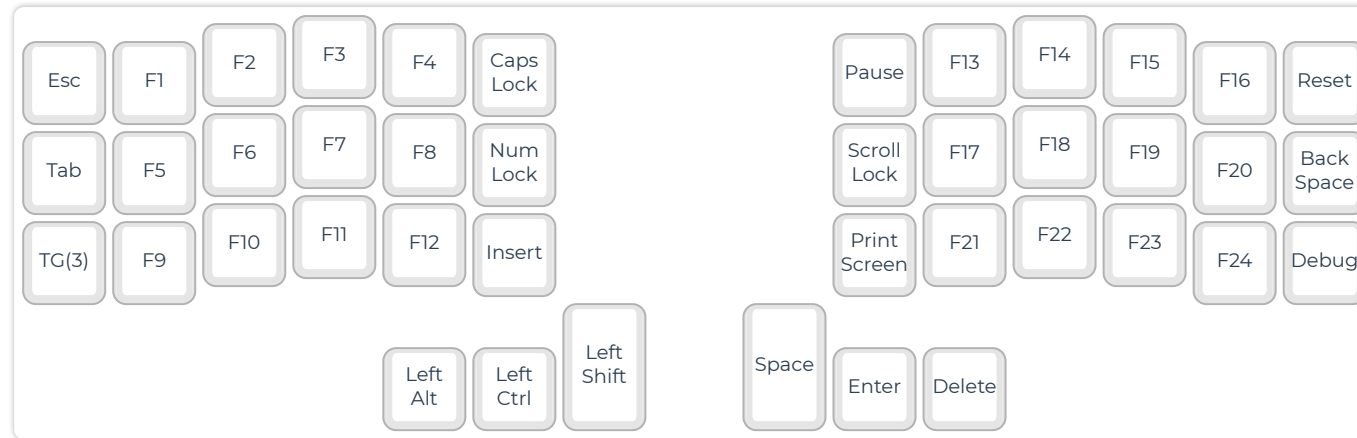 Esc F1 F2 F3 F4 Caps
Lock Pause F13 F14 F15 F16 Reset
Tab F5 F6 F7 F8 Num
Lock Scroll
Lock F17 F18 F19 F20 Back
Space
TG(3) F9 F10 F11 F12 Insert Print
Screen F21 F22 F23 F24 Debug
Left
Alt Left
Ctrl Left
Shift Space Enter Delete